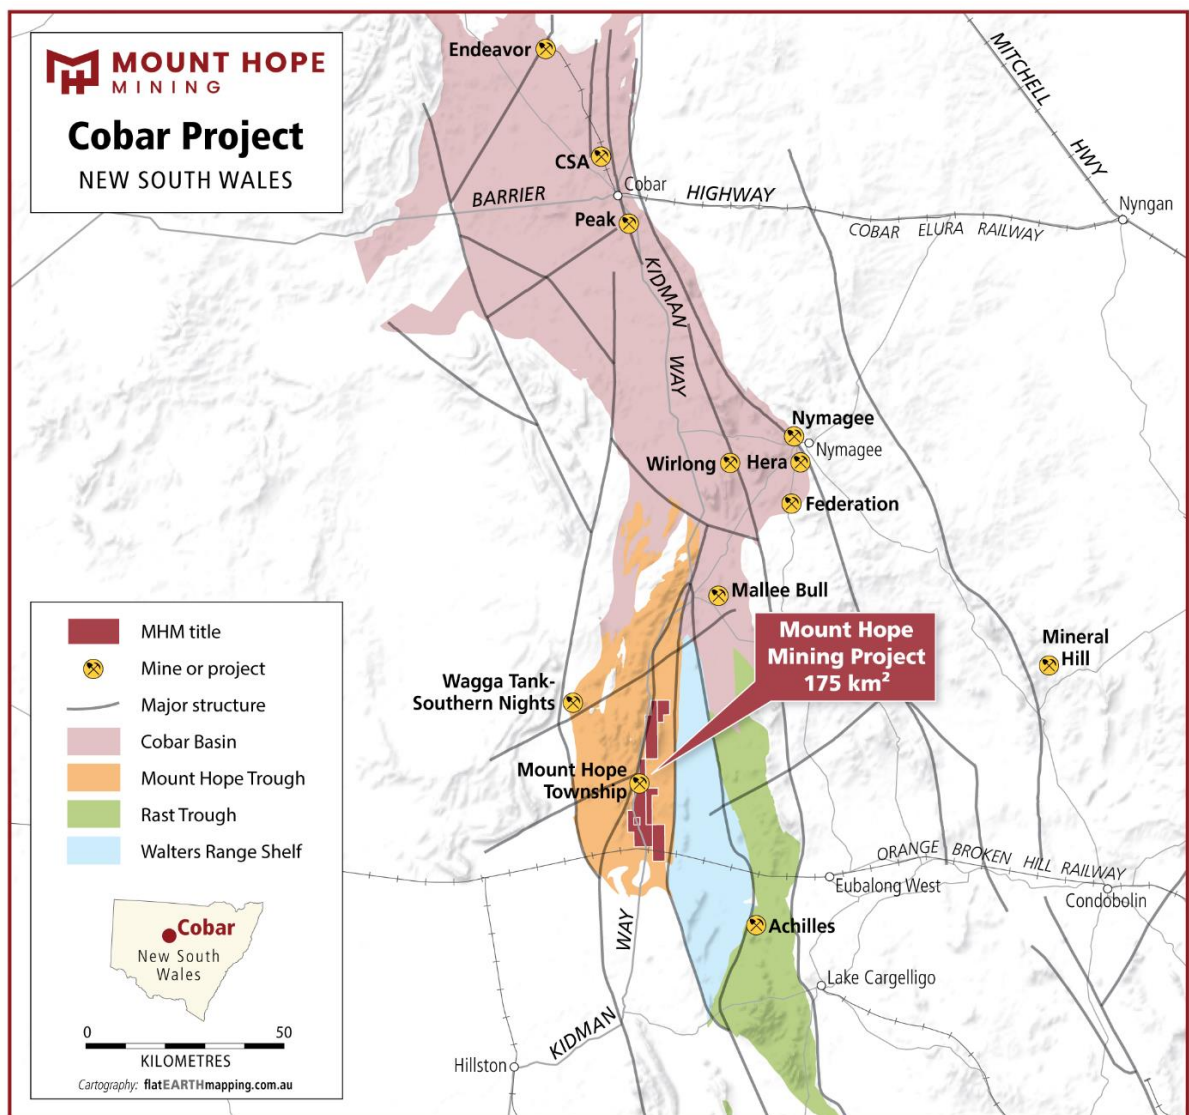 MOUNT HOPE
MINING
Cobar Project
NEW SOUTH WALES
Endeavor
CSA
Cobar
BARRIER
HIGHWAY
MITCHELL
HWY
Nyngan
Peak
COBAR ELURA RAILWAY
KIDMAN
WAY
Nymagee
Nymagee
Wirlong
Hera
Federation
Mallee Bull
Mount Hope
Mining Project
175 km²
Mineral
Hill
Wagga Tank-
Southern Nights
Mount Hope
Township
ORANGE BROKEN HILL RAILWAY
Eubalong West
Condobolin
Achilles
WAY
KIDMAN
Lake Cargelligo
Hillston
MHM title
Mine or project
Major structure
Cobar Basin
Mount Hope Trough
Rast Trough
Walters Range Shelf
Cobar
New South
Wales
0 50
KILOMETRES
Cartography: flatEARTHmapping.com.au